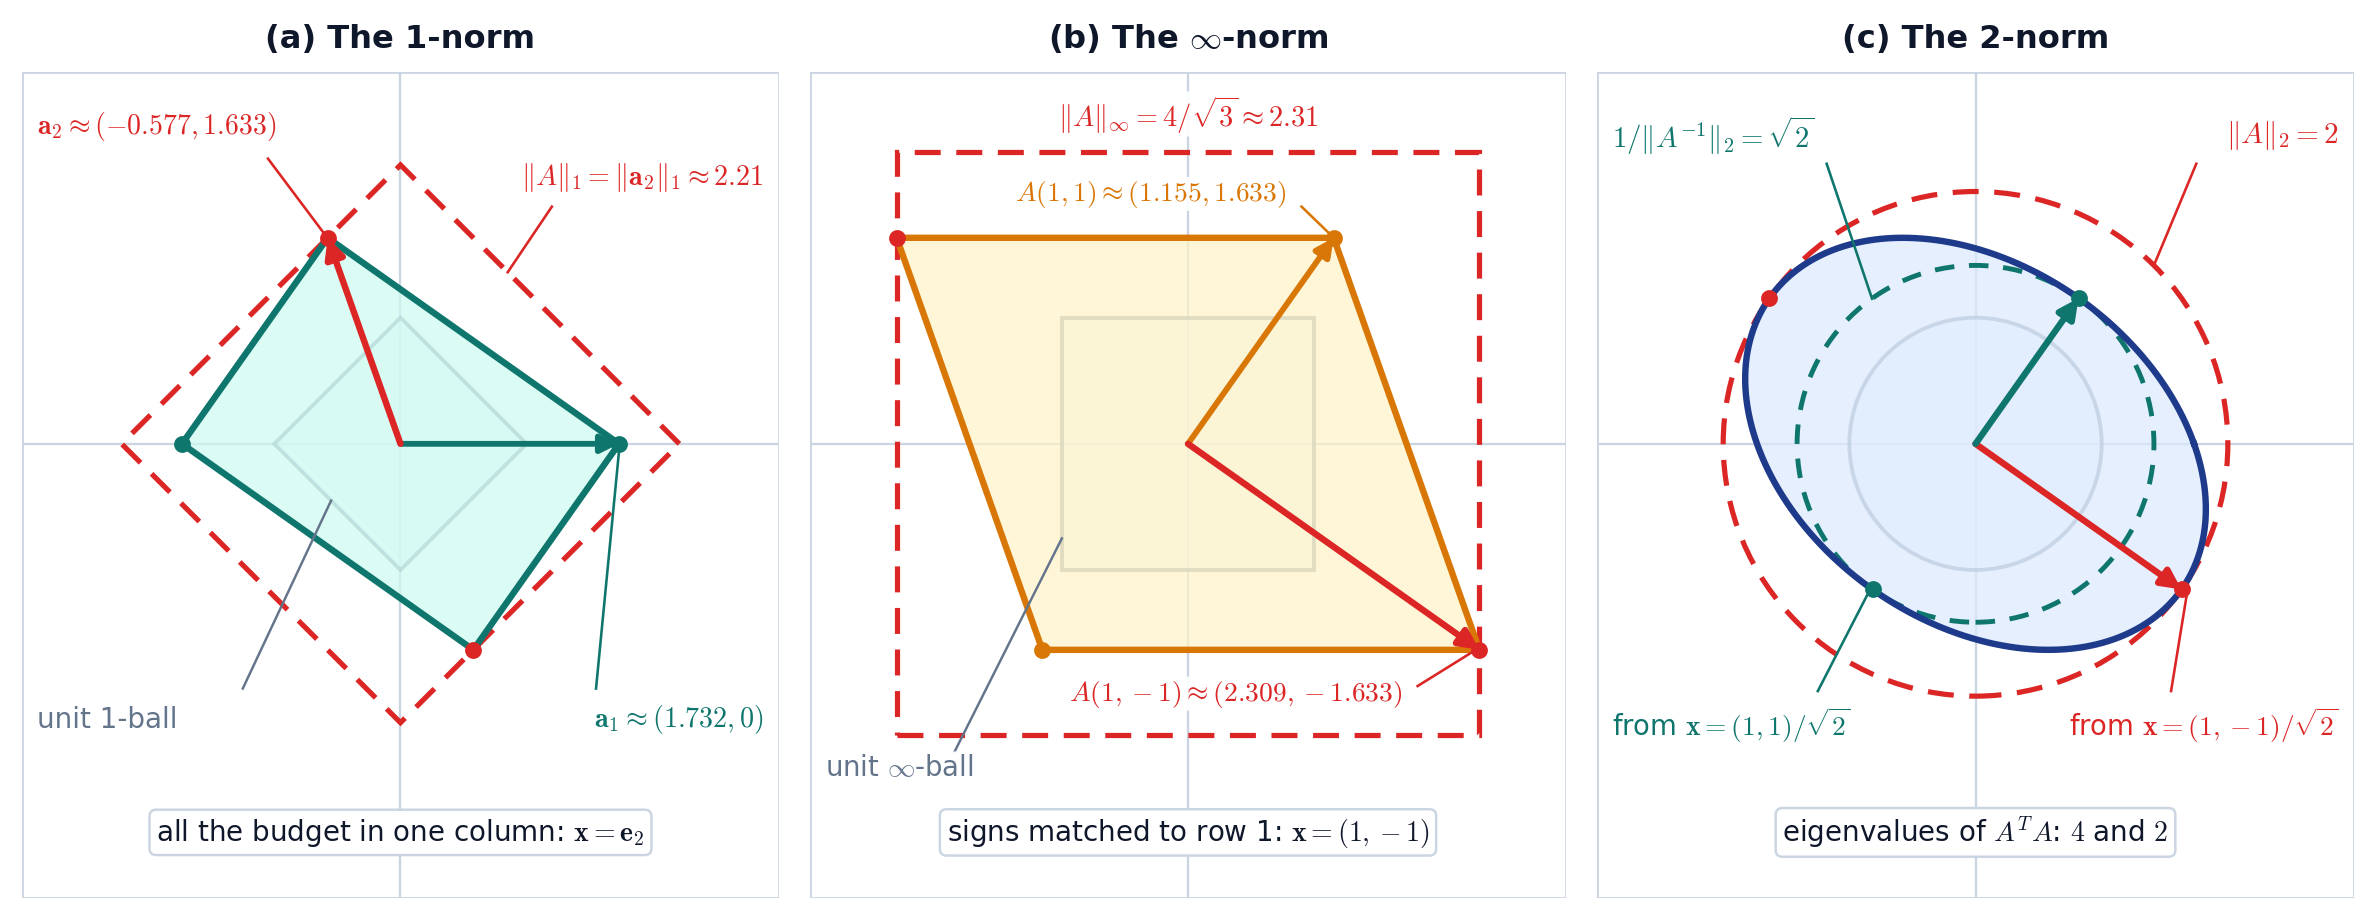 (a) The 1-norm
a₂ ≈ (−0.577, 1.633)
‖A‖₁ = ‖a₂‖₁ ≈ 2.21
unit 1-ball
a₁ ≈ (1.732, 0)
all the budget in one column: x = e₂
(b) The ∞-norm
‖A‖∞ = 4/√3 ≈ 2.31
A(1, 1) ≈ (1.155, 1.633)
A(1, −1) ≈ (2.309, −1.633)
unit ∞-ball
signs matched to row 1: x = (1, −1)
(c) The 2-norm
1/‖A⁻¹‖₂ = √2
‖A‖₂ = 2
from x = (1, 1)/√2
from x = (1, −1)/√2
eigenvalues of AᵀA: 4 and 2